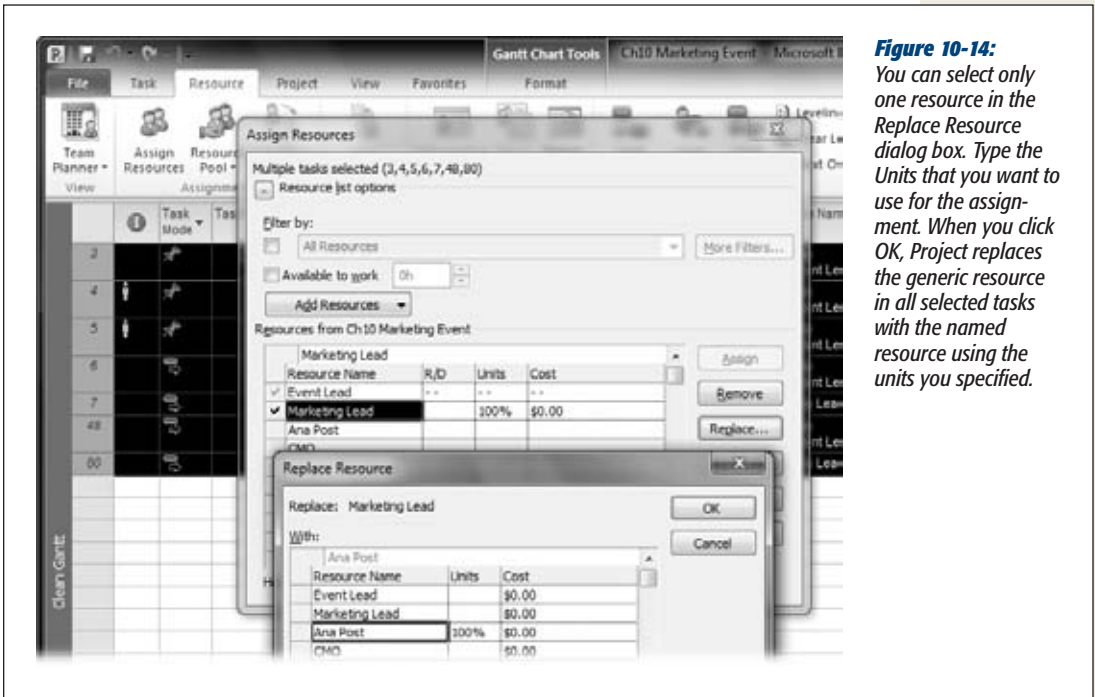 Gantt Chart Tools
Ch10 Marketing Event - Microsoft
File
Task
Resource
Project
View
Favorites
Format
Team Planner
Assign Resources
Resource Pool
View
Assign Resources
Multiple tasks selected (3,4,5,6,7,48,80)
Resource list options
Filter by:
All Resources
More Filters...
Available to work
0h
Add Resources
Resources from Ch10 Marketing Event
Marketing Lead
Resource Name R/D Units Cost
Event Lead - - - - - -
Marketing Lead 100% $0.00
Ana Post
CMO
Assign
Remove
Replace...
Task Mode
3
4
5
6
7
48
80
Clean Gantt
Replace Resource
Replace: Marketing Lead
With:
Ana Post
Resource Name Units Cost
Event Lead $0.00
Marketing Lead $0.00
Ana Post 100% $0.00
CMO $0.00
OK
Cancel
Figure 10-14:
You can select only
one resource in the
Replace Resource
dialog box. Type the
Units that you want to
use for the assign-
ment. When you click
OK, Project replaces
the generic resource
in all selected tasks
with the named
resource using the
units you specified.